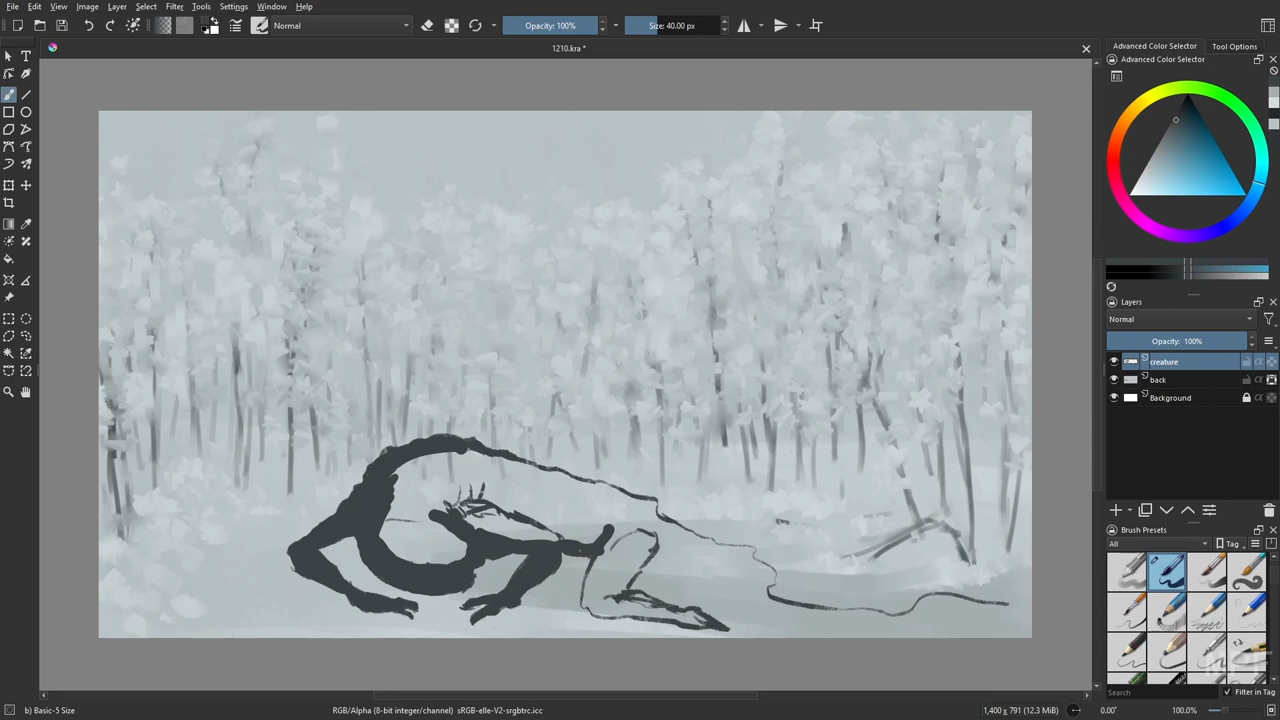 File Edit View Image Layer Select Filter Tools Settings Window Help
Normal
Opacity: 100%
Size: 40.00 px
1210.kra *
Advanced Color Selector
Tool Options
Advanced Color Selector
Layers
Normal
Opacity: 100%
creature
back
Background
Brush Presets
All
Tag
MPF
Search
Filter in Tag
b) Basic-5 Size
RGB/Alpha (8-bit integer/channel) sRGB-elle-V2-srgbtrc.icc
1,400 x 791 (12.3 MiB)
0.00°
100.0%